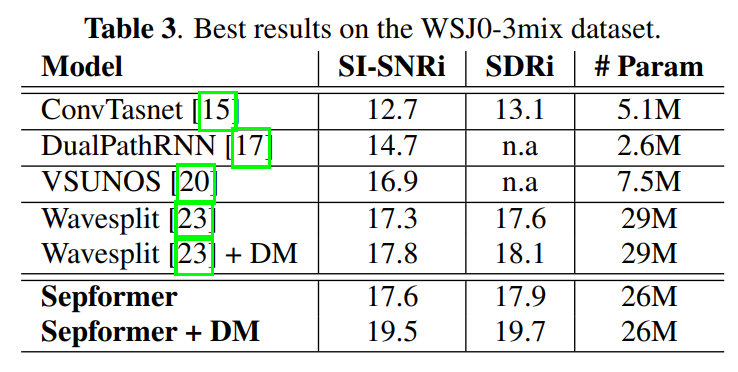 Table 3. Best results on the WSJ0-3mix dataset.
Model SI-SNRi SDRi # Param
ConvTasnet [15] 12.7 13.1 5.1M
DualPathRNN [17] 14.7 n.a 2.6M
VSUNOS [20] 16.9 n.a 7.5M
Wavesplit [23] 17.3 17.6 29M
Wavesplit [23] + DM 17.8 18.1 29M
Sepformer 17.6 17.9 26M
Sepformer + DM 19.5 19.7 26M